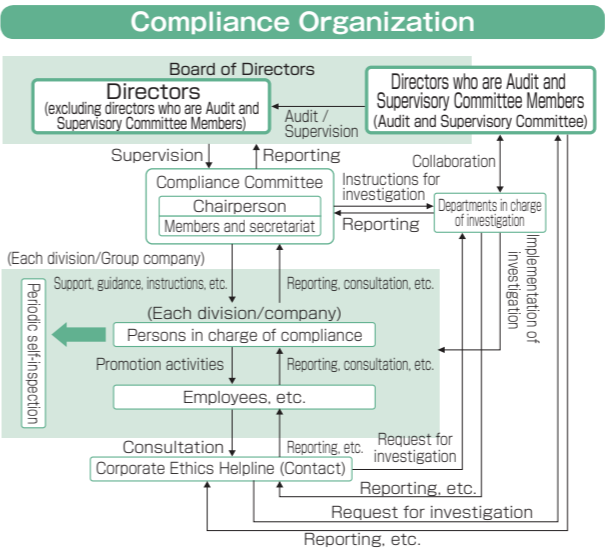 Compliance Organization
Board of Directors
Directors
(excluding directors who are Audit and
Supervisory Committee Members)
Audit /
Supervision
Directors who are Audit and
Supervisory Committee Members
(Audit and Supervisory Committee)
Supervision
Reporting
Collaboration
Compliance Committee
Chairperson
Members and secretariat
Instructions for
investigation
Reporting
Departments in charge
of investigation
Implementation of
investigation
(Each division/Group company)
Support, guidance, instructions, etc.
Reporting, consultation, etc.
(Each division/company)
Persons in charge of compliance
Periodic self-inspection
Promotion activities
Reporting, consultation, etc.
Employees, etc.
Consultation
Reporting, etc.
Request for
investigation
Corporate Ethics Helpline (Contact)
Reporting, etc.
Request for investigation
Reporting, etc.